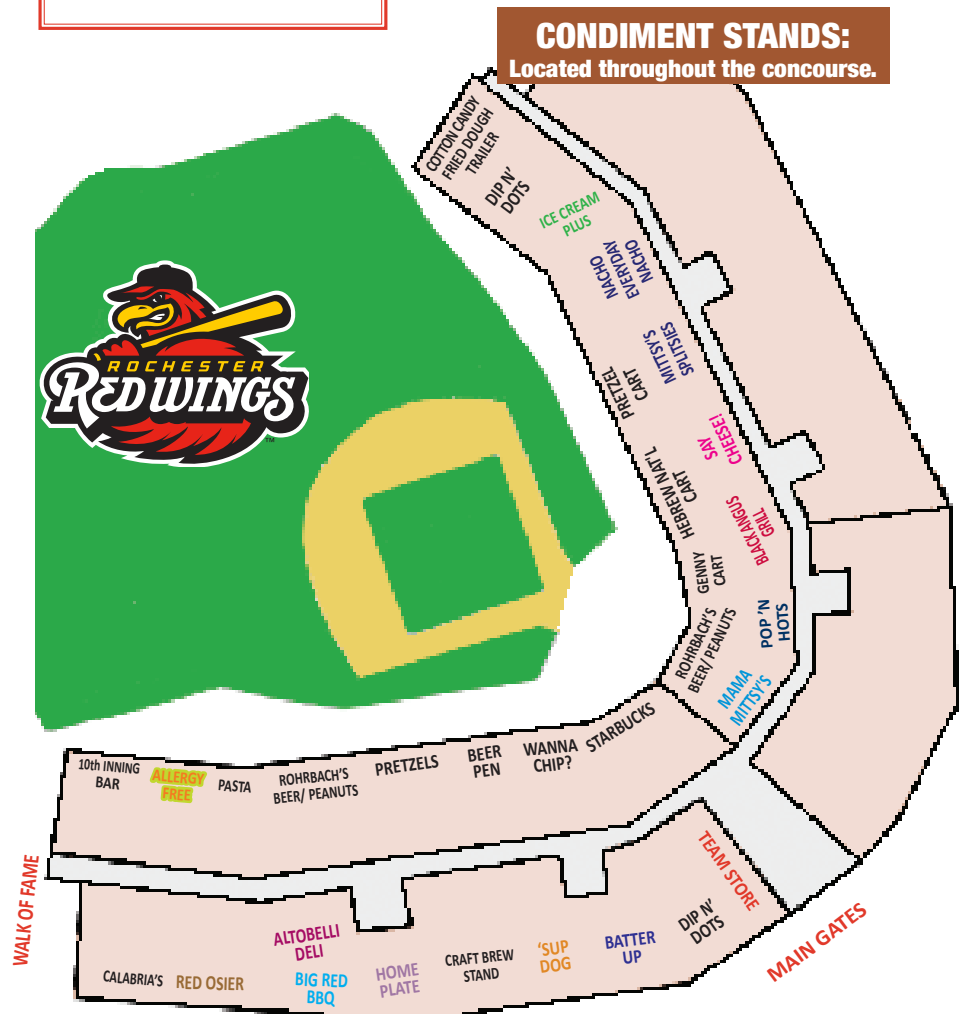 CONDIMENT STANDS:
Located throughout the concourse.
COTTON CANDY
FRIED DOUGH
TRAILER
DIP N'
DOTS
ICE CREAM
PLUS
NACHO
EVERYDAY
NACHO
MITTSY'S
SPLITSIES
PRETZEL
CART
SAY
CHEESE!
HEBREW NAT'L
CART
BLACK ANGUS
GRILL
GENNY
CART
POP 'N
HOTS
ROHRBACH'S
BEER/ PEANUTS
MAMA
MITTSY'S
ROCHESTER
RED WINGS
TM
STARBUCKS
WANNA
CHIP?
BEER
PEN
PRETZELS
ROHRBACH'S
BEER/ PEANUTS
PASTA
ALLERGY
FREE
10th INNING
BAR
WALK OF FAME
TEAM STORE
MAIN GATES
DIP N'
DOTS
BATTER
UP
'SUP
DOG
CRAFT BREW
STAND
HOME
PLATE
ALTOBELLI
DELI
BIG RED
BBQ
RED OSIER
CALABRIA'S